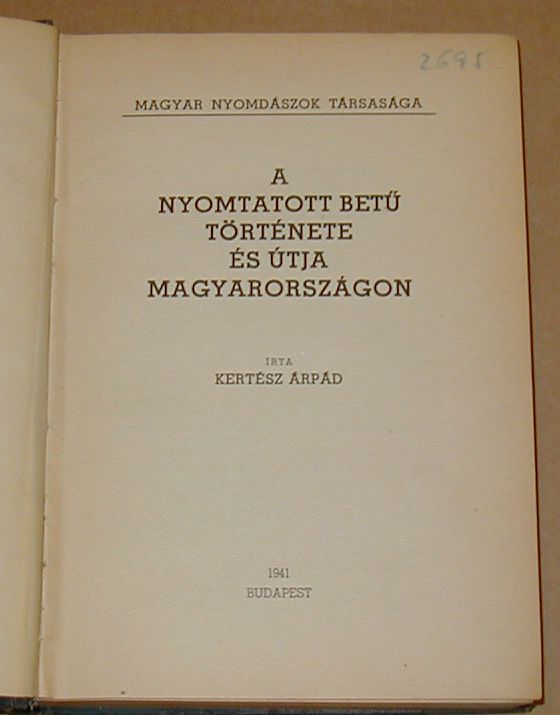 2695
MAGYAR NYOMDÁSZOK TÁRSASÁGA
A
NYOMTATOTT BETŰ
TÖRTÉNETE
ÉS ÚTJA
MAGYARORSZÁGON
ÍRTA
KERTÉSZ ÁRPÁD
1941
BUDAPEST